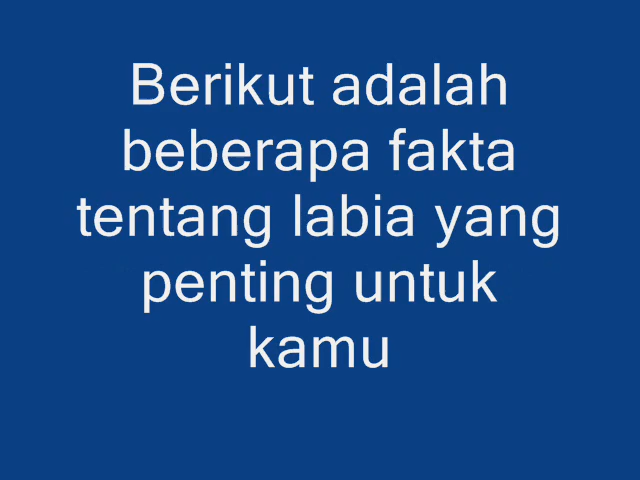 Berikut adalah
beberapa fakta
tentang labia yang
penting untuk
kamu